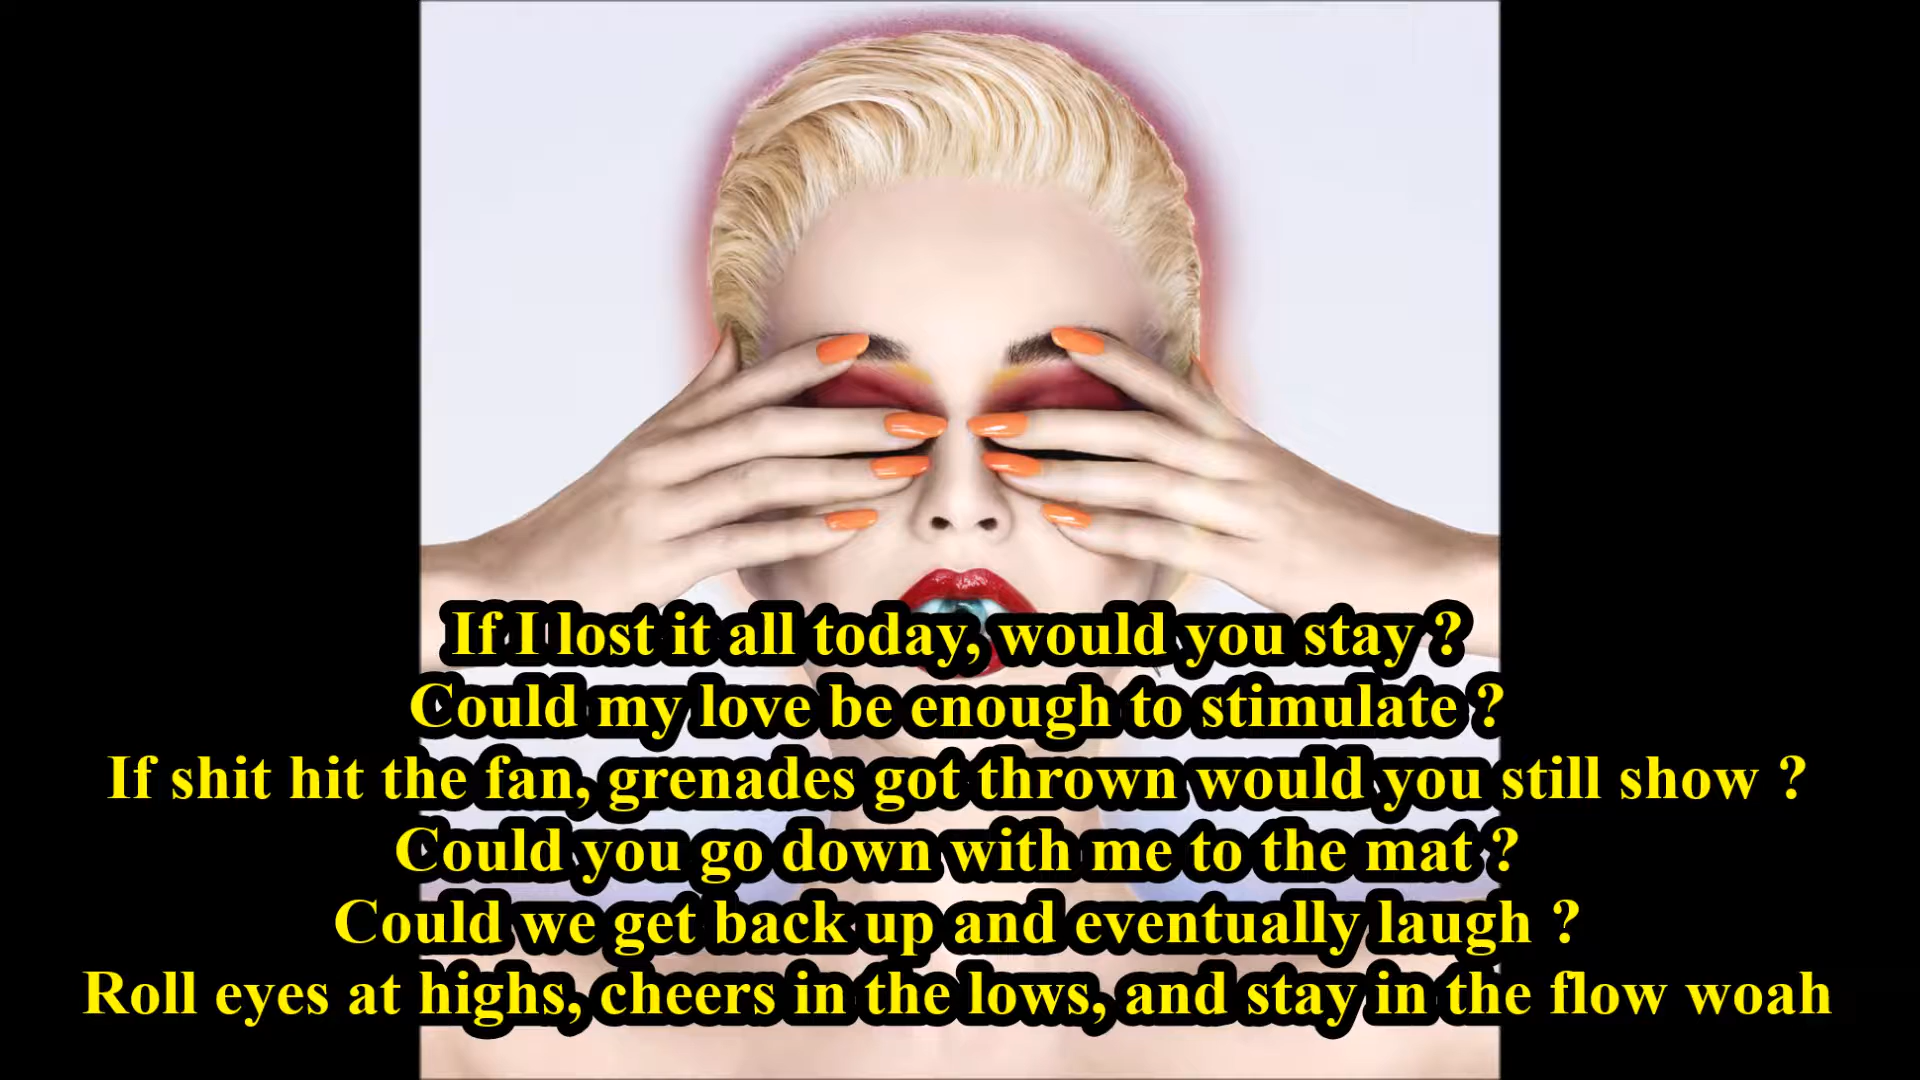 If I lost it all today, would you stay ?
Could my love be enough to stimulate ?
If shit hit the fan, grenades got thrown would you still show ?
Could you go down with me to the mat ?
Could we get back up and eventually laugh ?
Roll eyes at highs, cheers in the lows, and stay in the flow woah